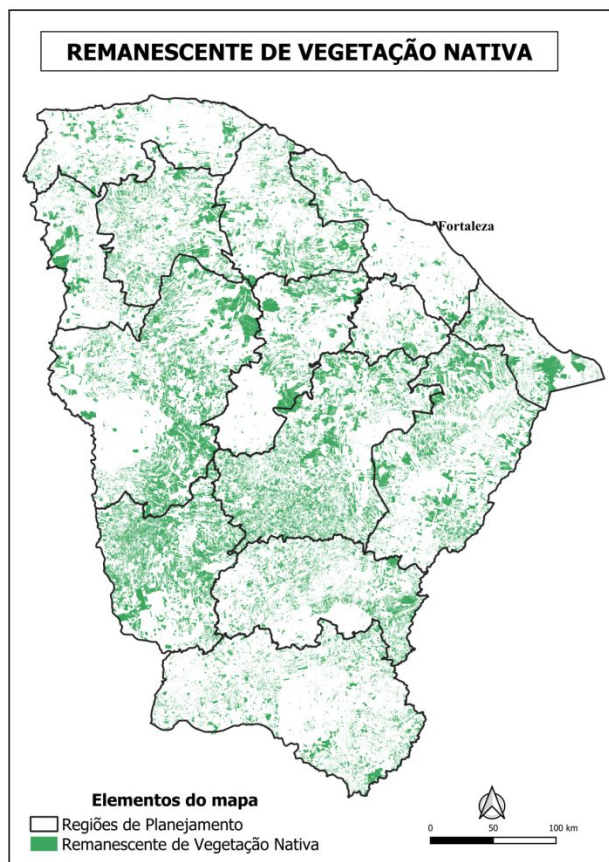 REMANESCENTE DE VEGETAÇÃO NATIVA
Fortaleza
Elementos do mapa
Regiões de Planejamento
Remanescente de Vegetação Nativa
0 50 100 km